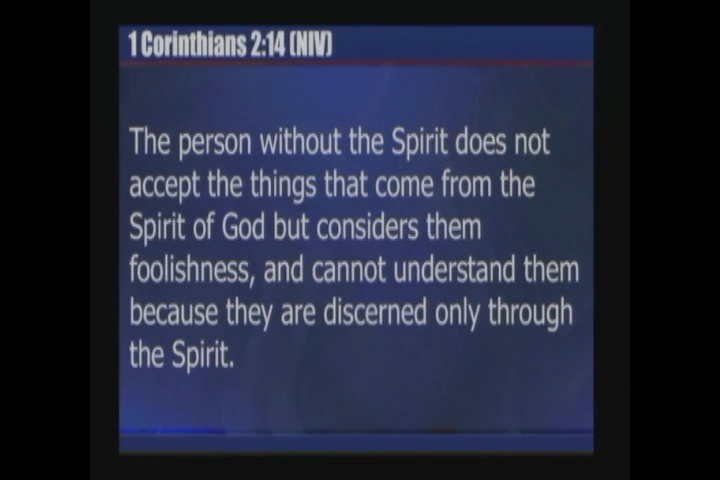 1 Corinthians 2:14 (NIV)
The person without the Spirit does not
accept the things that come from the
Spirit of God but considers them
foolishness, and cannot understand them
because they are discerned only through
the Spirit.